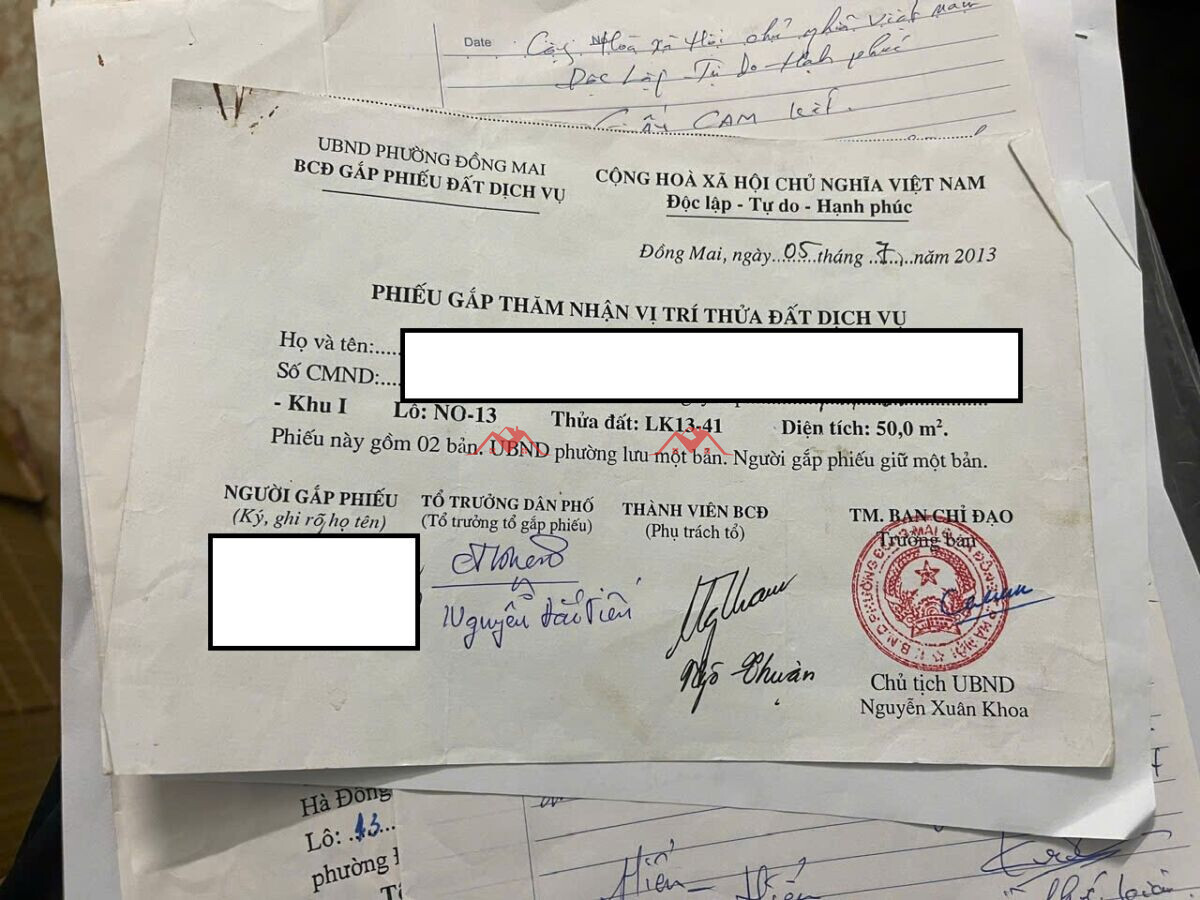 Date Cộng Hoà xã Hội chủ nghĩa Việt Nam
No
Độc Lập - Tự do - Hạnh phúc
CAM kết.
UBND PHƯỜNG ĐỒNG MAI
BCĐ GẮP PHIẾU ĐẤT DỊCH VỤ
CỘNG HOÀ XÃ HỘI CHỦ NGHĨA VIỆT NAM
Độc lập - Tự do - Hạnh phúc
Đồng Mai, ngày..05..tháng ..7....năm 2013
PHIẾU GẮP THĂM NHẬN VỊ TRÍ THỬA ĐẤT DỊCH VỤ
Họ và tên:.....
Số CMND:....
- Khu I Lô: NO-13 Thửa đất: LK13-41 Diện tích: 50,0 m².
Phiếu này gồm 02 bản. UBND phường lưu một bản. Người gắp phiếu giữ một bản.
NGƯỜI GẮP PHIẾU
(Ký, ghi rõ họ tên)
TỔ TRƯỞNG DÂN PHỐ
(Tổ trưởng tổ gắp phiếu)
Nguyễn Đắc Tiến
THÀNH VIÊN BCĐ
(Phụ trách tổ)
Ngô Thuận
TM. BAN CHỈ ĐẠO
Trưởng ban
Chủ tịch UBND
Nguyễn Xuân Khoa
Hà Đông
Lô: ..13...
phường
Hiến - Hiến